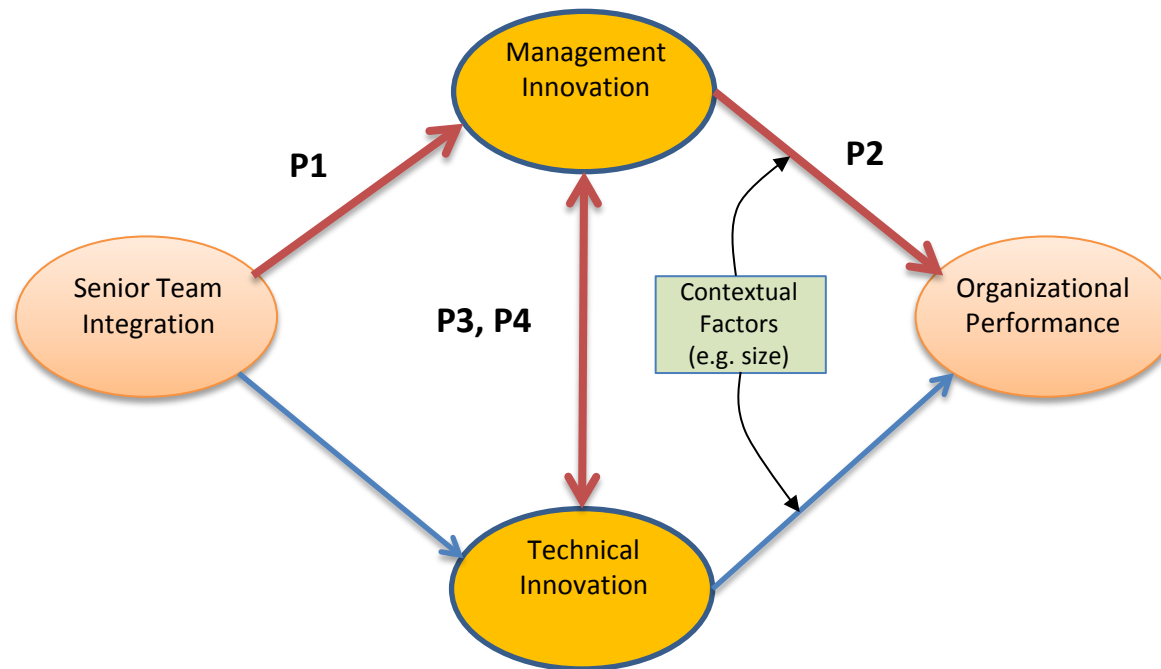 Management
Innovation
P1
P2
Senior Team
Integration
P3, P4
Contextual
Factors
(e.g. size)
Organizational
Performance
Technical
Innovation